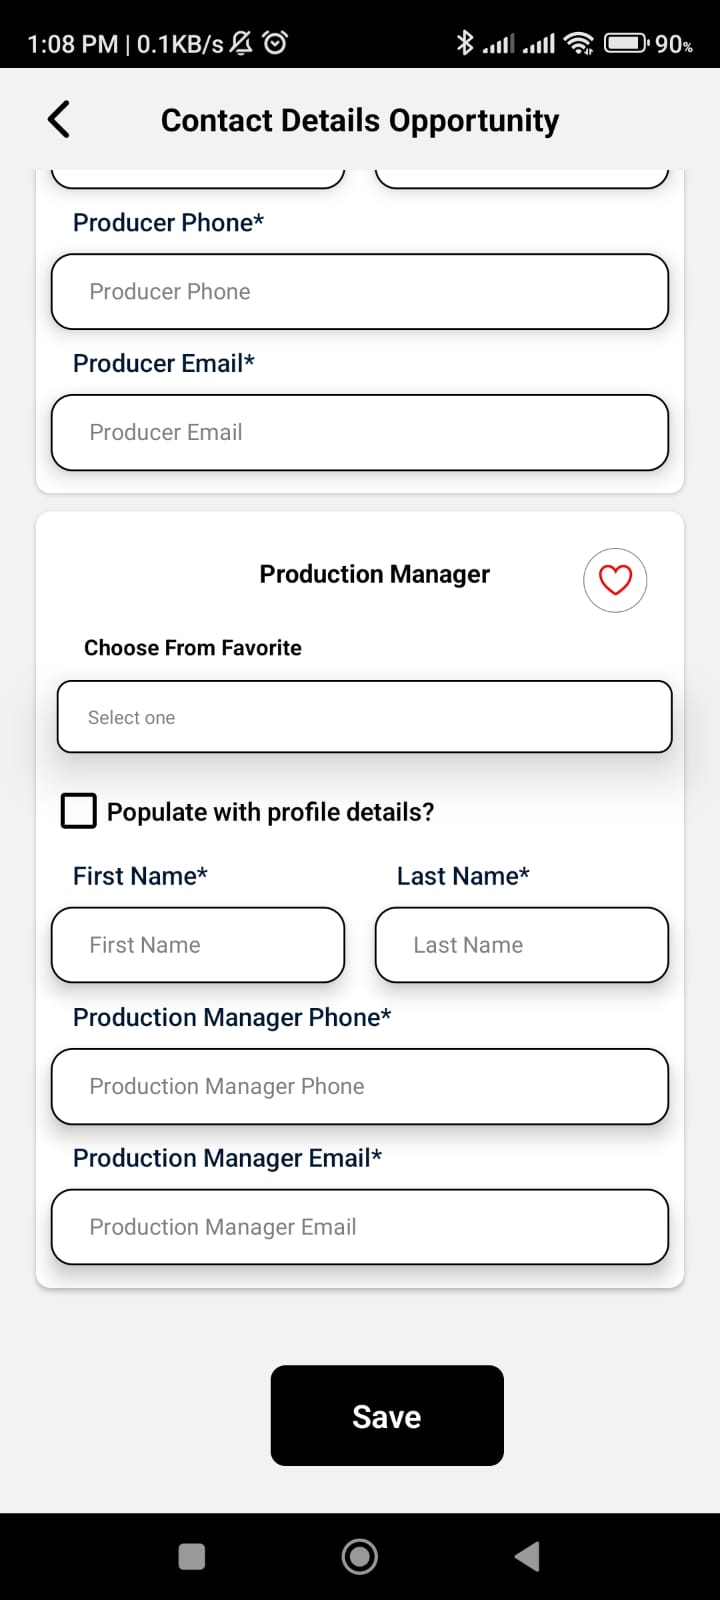 1:08 PM | 0.1KB/s 90%
Contact Details Opportunity
Producer Phone*
Producer Phone
Producer Email*
Producer Email
Production Manager
Choose From Favorite
Select one
Populate with profile details?
First Name* Last Name*
First Name Last Name
Production Manager Phone*
Production Manager Phone
Production Manager Email*
Production Manager Email
Save